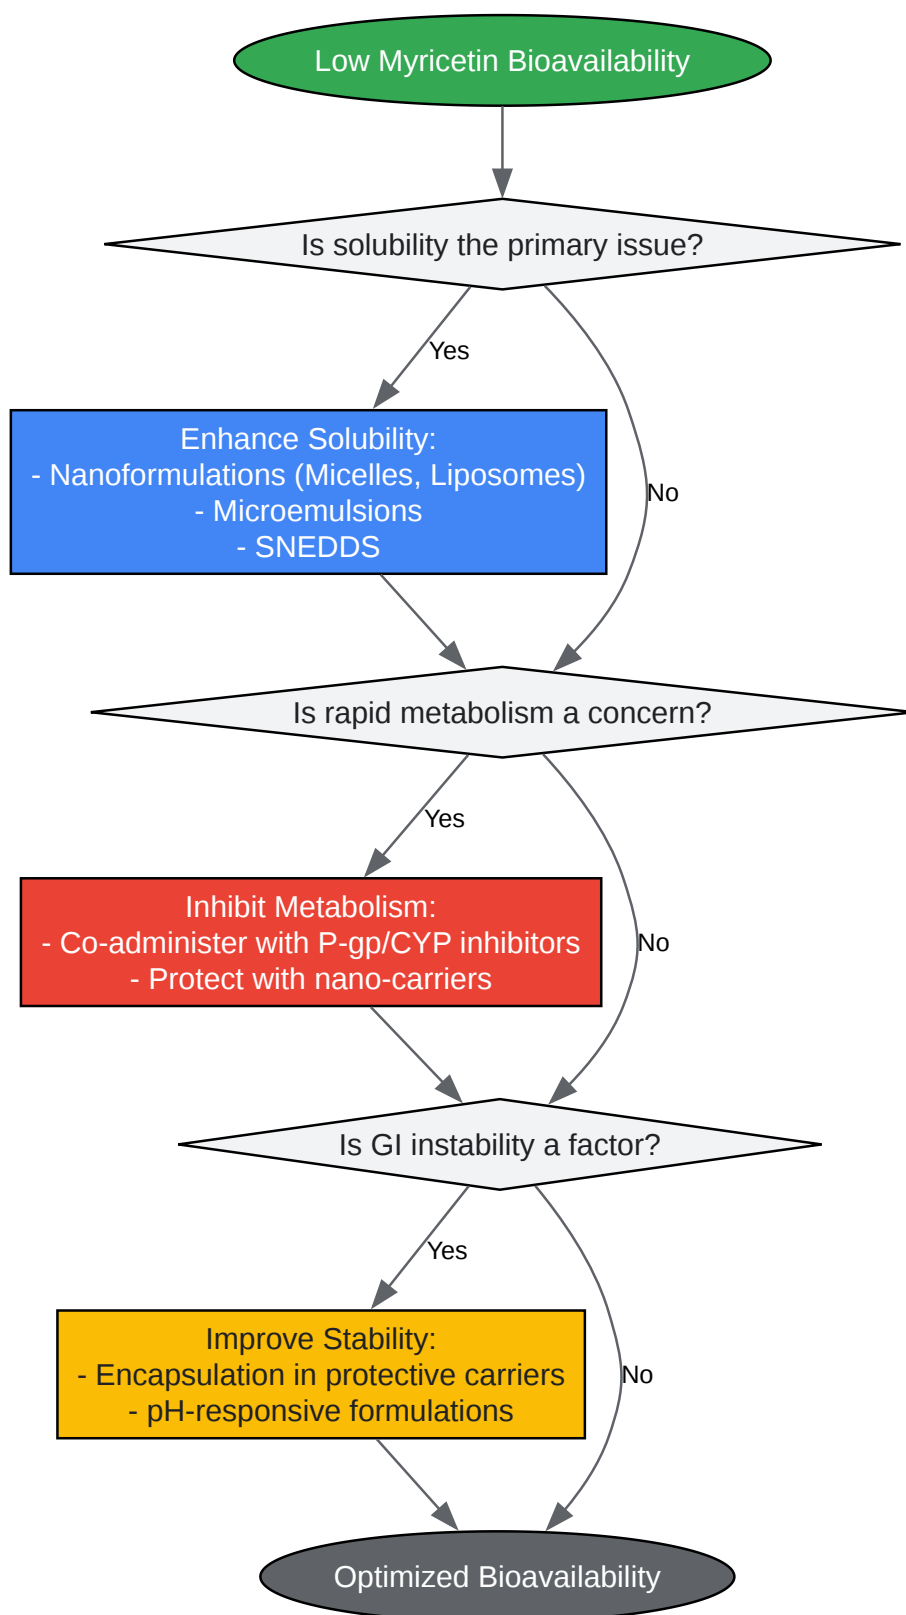 Low Myricetin Bioavailability
Is solubility the primary issue?
Yes
Enhance Solubility:
- Nanoformulations (Micelles, Liposomes)
- Microemulsions
- SNEDDS
No
Is rapid metabolism a concern?
Yes
Inhibit Metabolism:
- Co-administer with P-gp/CYP inhibitors
- Protect with nano-carriers
No
Is GI instability a factor?
Yes
Improve Stability:
- Encapsulation in protective carriers
- pH-responsive formulations
No
Optimized Bioavailability